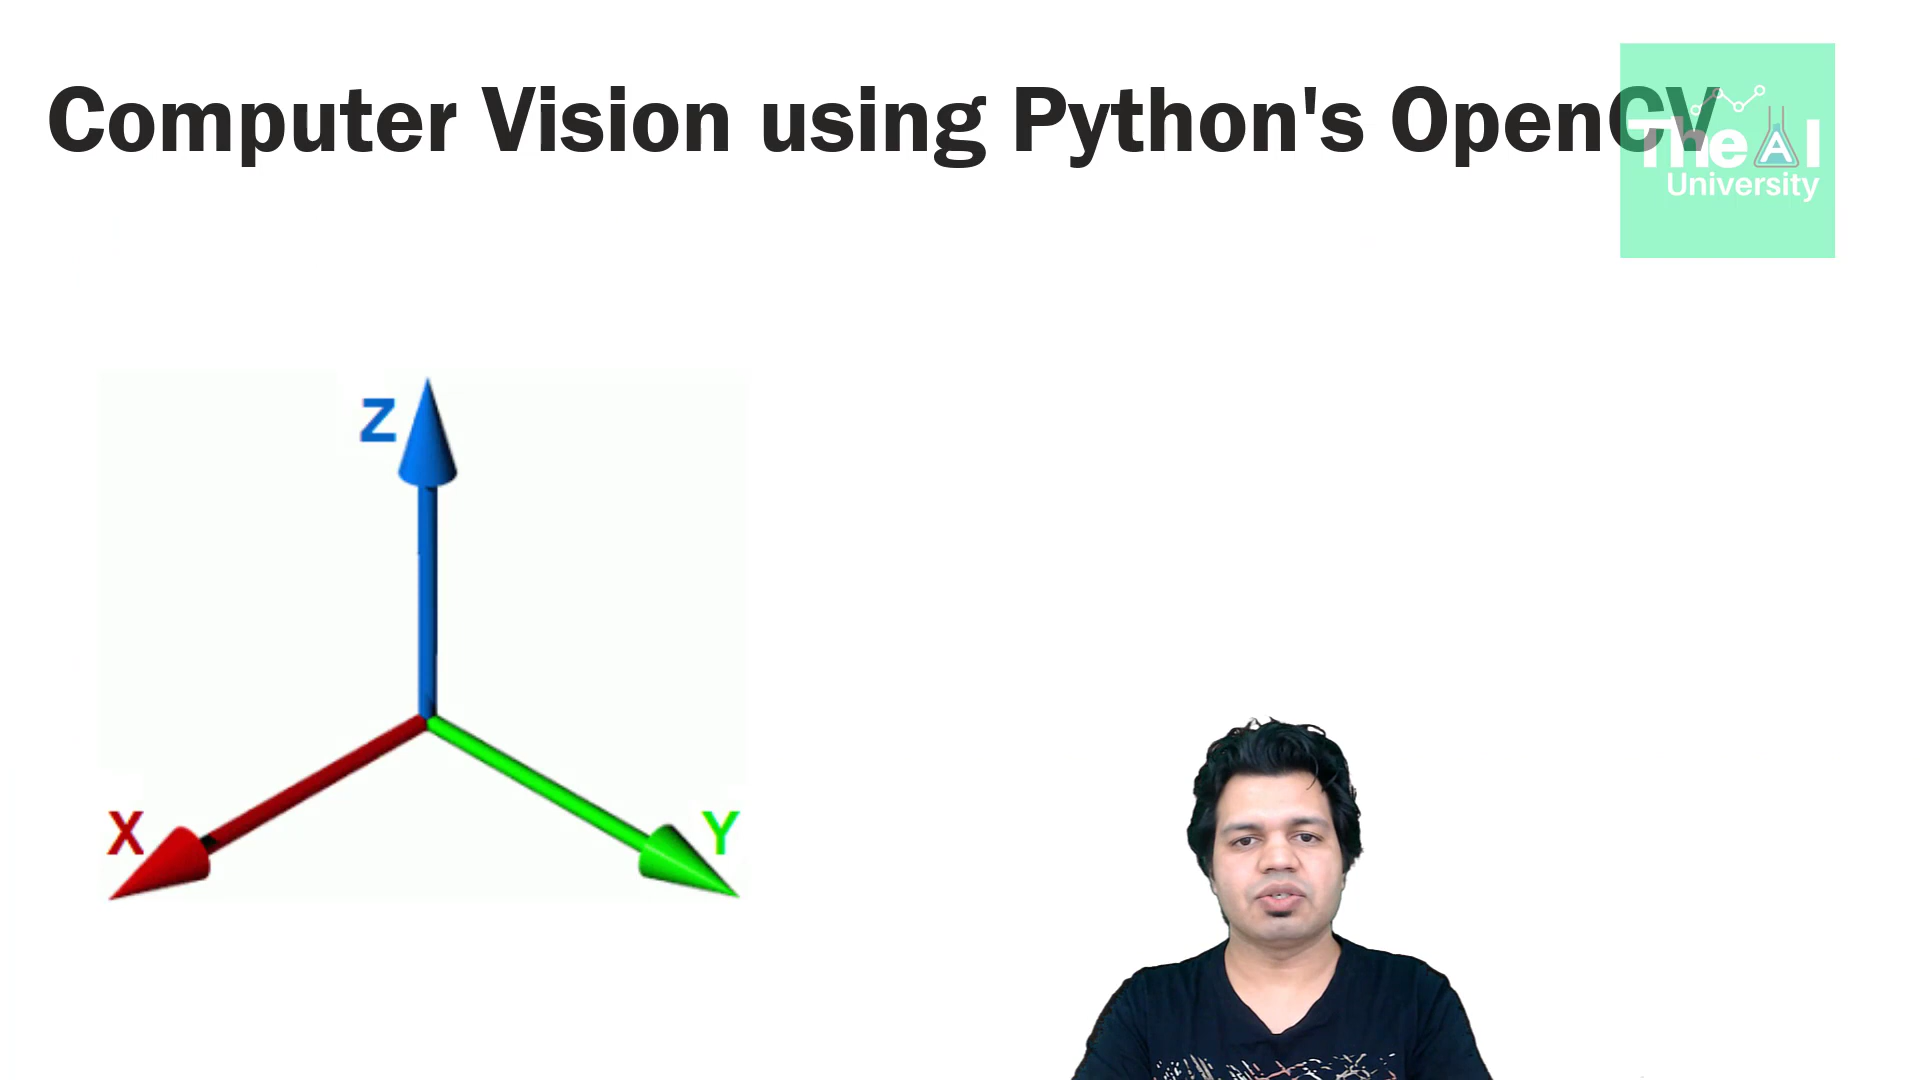 Computer Vision using Python's OpenCV
The AI
University
Z
X
Y